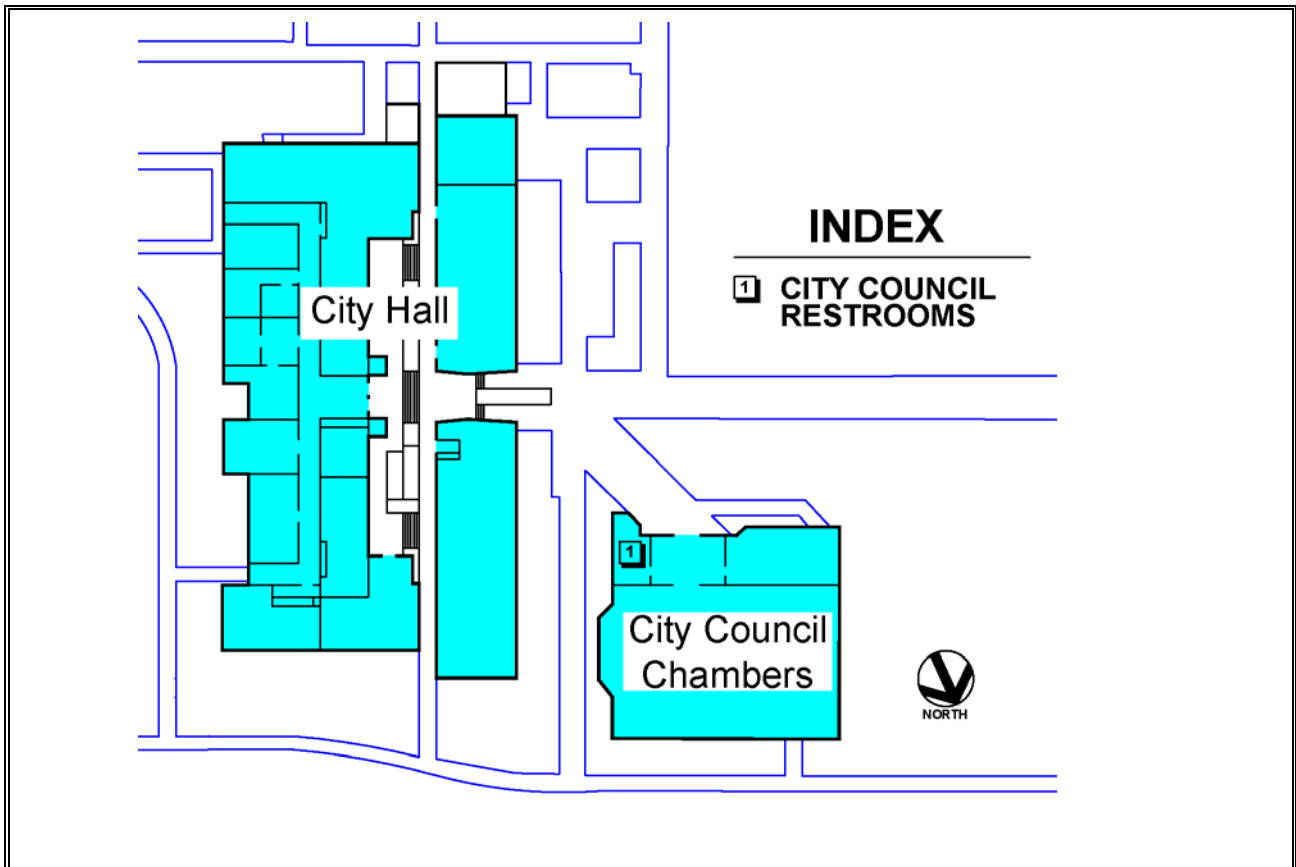 INDEX
1 CITY COUNCIL
RESTROOMS
City Hall
1
City Council
Chambers
NORTH